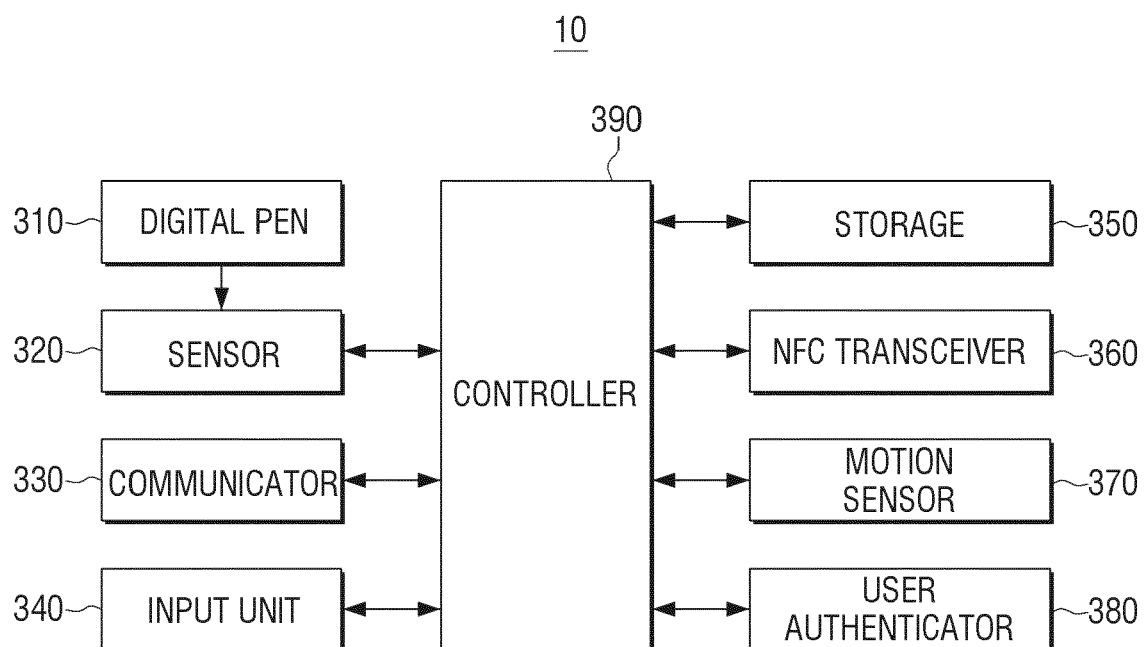 10
390
310
DIGITAL PEN
STORAGE
350
320
SENSOR
NFC TRANSCEIVER
360
CONTROLLER
330
COMMUNICATOR
MOTION
SENSOR
370
340
INPUT UNIT
USER
AUTHENTICATOR
380